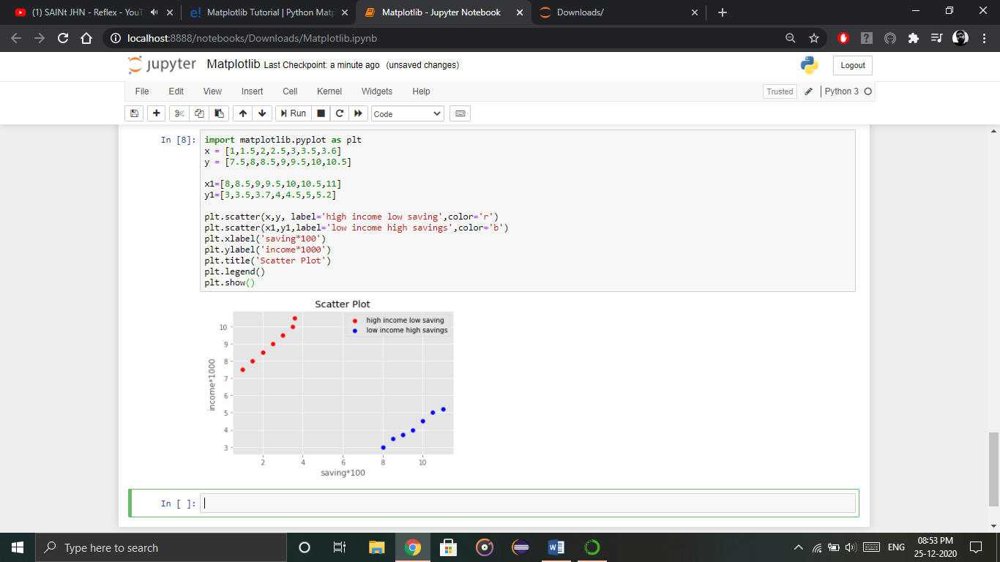 (1) SAINt JHN - Reflex - YouT
Matplotlib Tutorial | Python Matp
Matplotlib - Jupyter Notebook
Downloads/
localhost:8888/notebooks/Downloads/Matplotlib.ipynb
jupyter Matplotlib Last Checkpoint: a minute ago (unsaved changes)
Logout
File Edit View Insert Cell Kernel Widgets Help
Trusted
Python 3
Run
Code
In [8]: import matplotlib.pyplot as plt
x = [1,1.5,2,2.5,3,3.5,3.6]
y = [7.5,8,8.5,9,9.5,10,10.5]
x1=[8,8.5,9,9.5,10,10.5,11]
y1=[3,3.5,3.7,4,4.5,5,5.2]
plt.scatter(x,y, label='high income low saving',color='r')
plt.scatter(x1,y1,label='low income high savings',color='b')
plt.xlabel('saving*100')
plt.ylabel('income*1000')
plt.title('Scatter Plot')
plt.legend()
plt.show()
Scatter Plot
high income low saving
low income high savings
10
9
8
7
6
5
4
3
income*1000
2 4 6 8 10
saving*100
In [ ]:
Type here to search
ENG
08:53 PM
25-12-2020